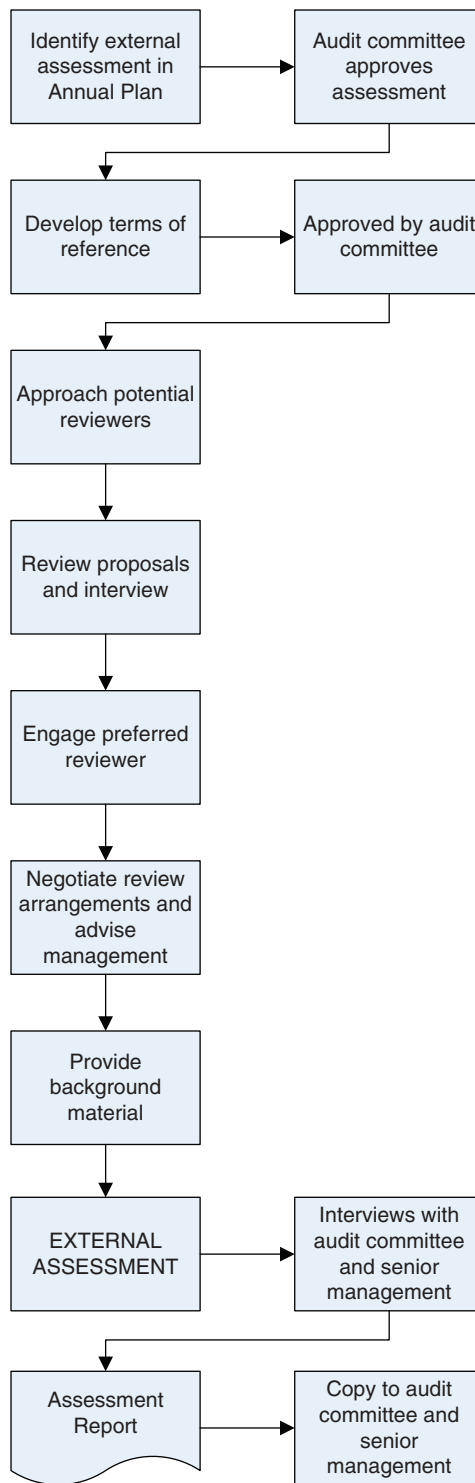 Identify external
assessment in
Annual Plan
Audit committee
approves
assessment
Develop terms of
reference
Approved by audit
committee
Approach potential
reviewers
Review proposals
and interview
Engage preferred
reviewer
Negotiate review
arrangements and
advise
management
Provide
background
material
EXTERNAL
ASSESSMENT
Interviews with
audit committee
and senior
management
Assessment
Report
Copy to audit
committee and
senior
management